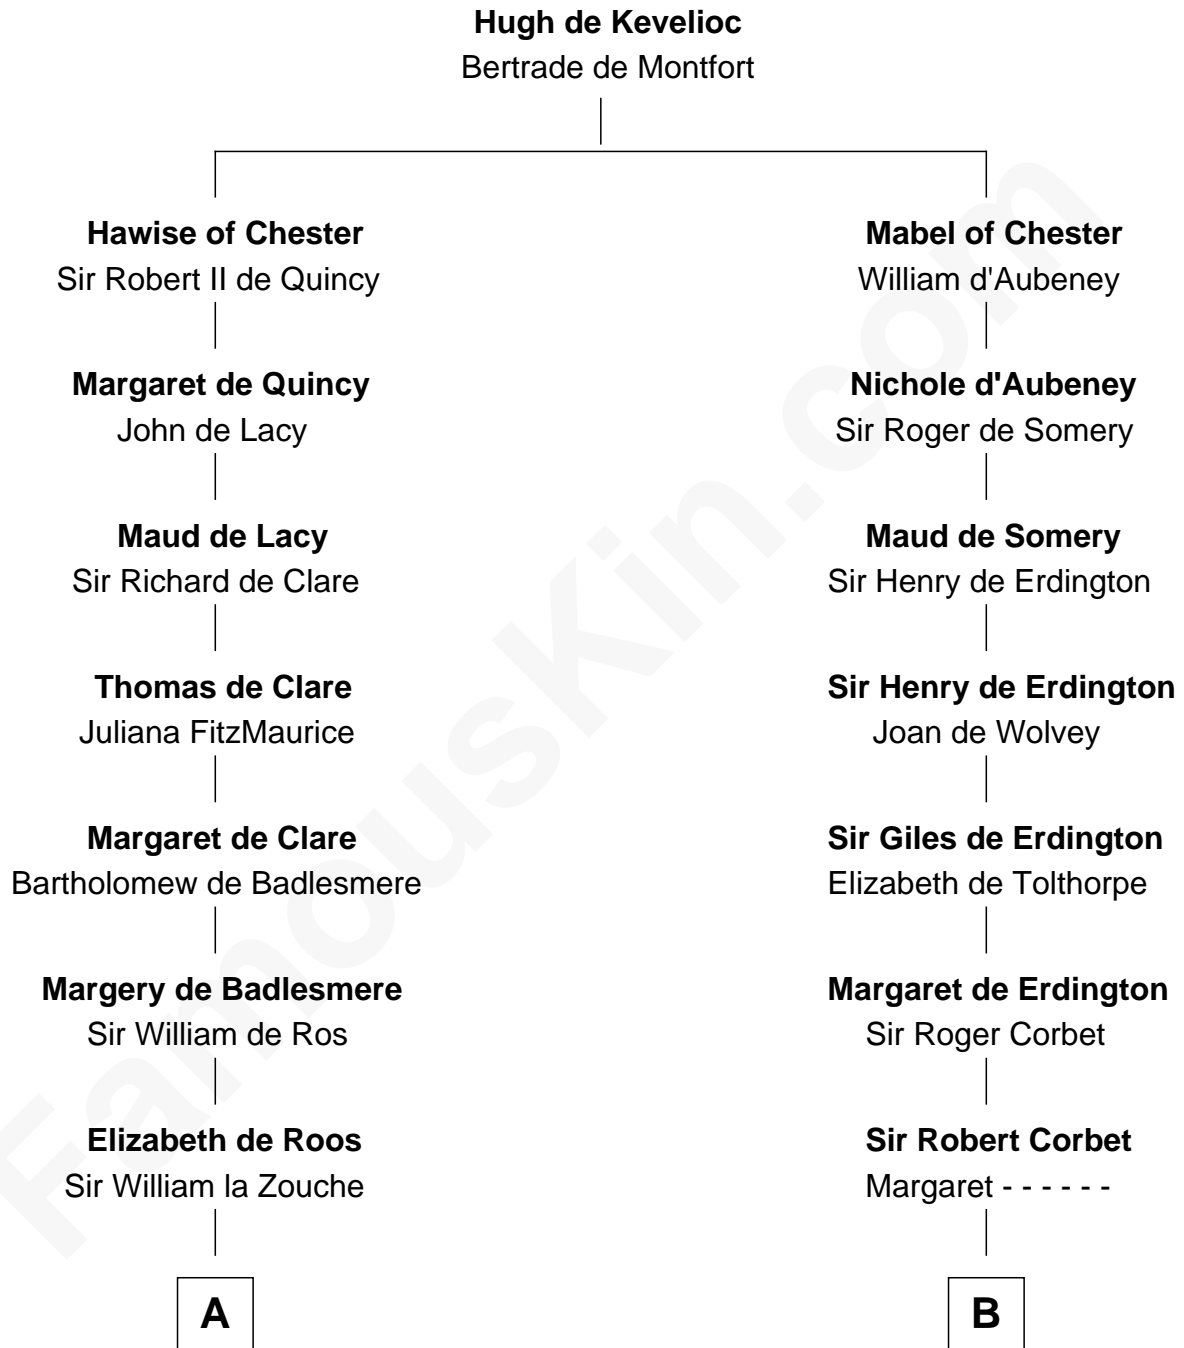 Hugh de Kevelioc
Bertrade de Montfort
Hawise of Chester
Sir Robert II de Quincy
Mabel of Chester
William d'Aubeney
Margaret de Quincy
John de Lacy
Nichole d'Aubeney
Sir Roger de Somery
Maud de Lacy
Sir Richard de Clare
Maud de Somery
Sir Henry de Erdington
Thomas de Clare
Juliana FitzMaurice
Sir Henry de Erdington
Joan de Wolvey
Margaret de Clare
Bartholomew de Badlesmere
Sir Giles de Erdington
Elizabeth de Tolthorpe
Margery de Badlesmere
Sir William de Ros
Margaret de Erdington
Sir Roger Corbet
Elizabeth de Roos
Sir William la Zouche
Sir Robert Corbet
Margaret - - - - - -
A
B
FamousKin.com